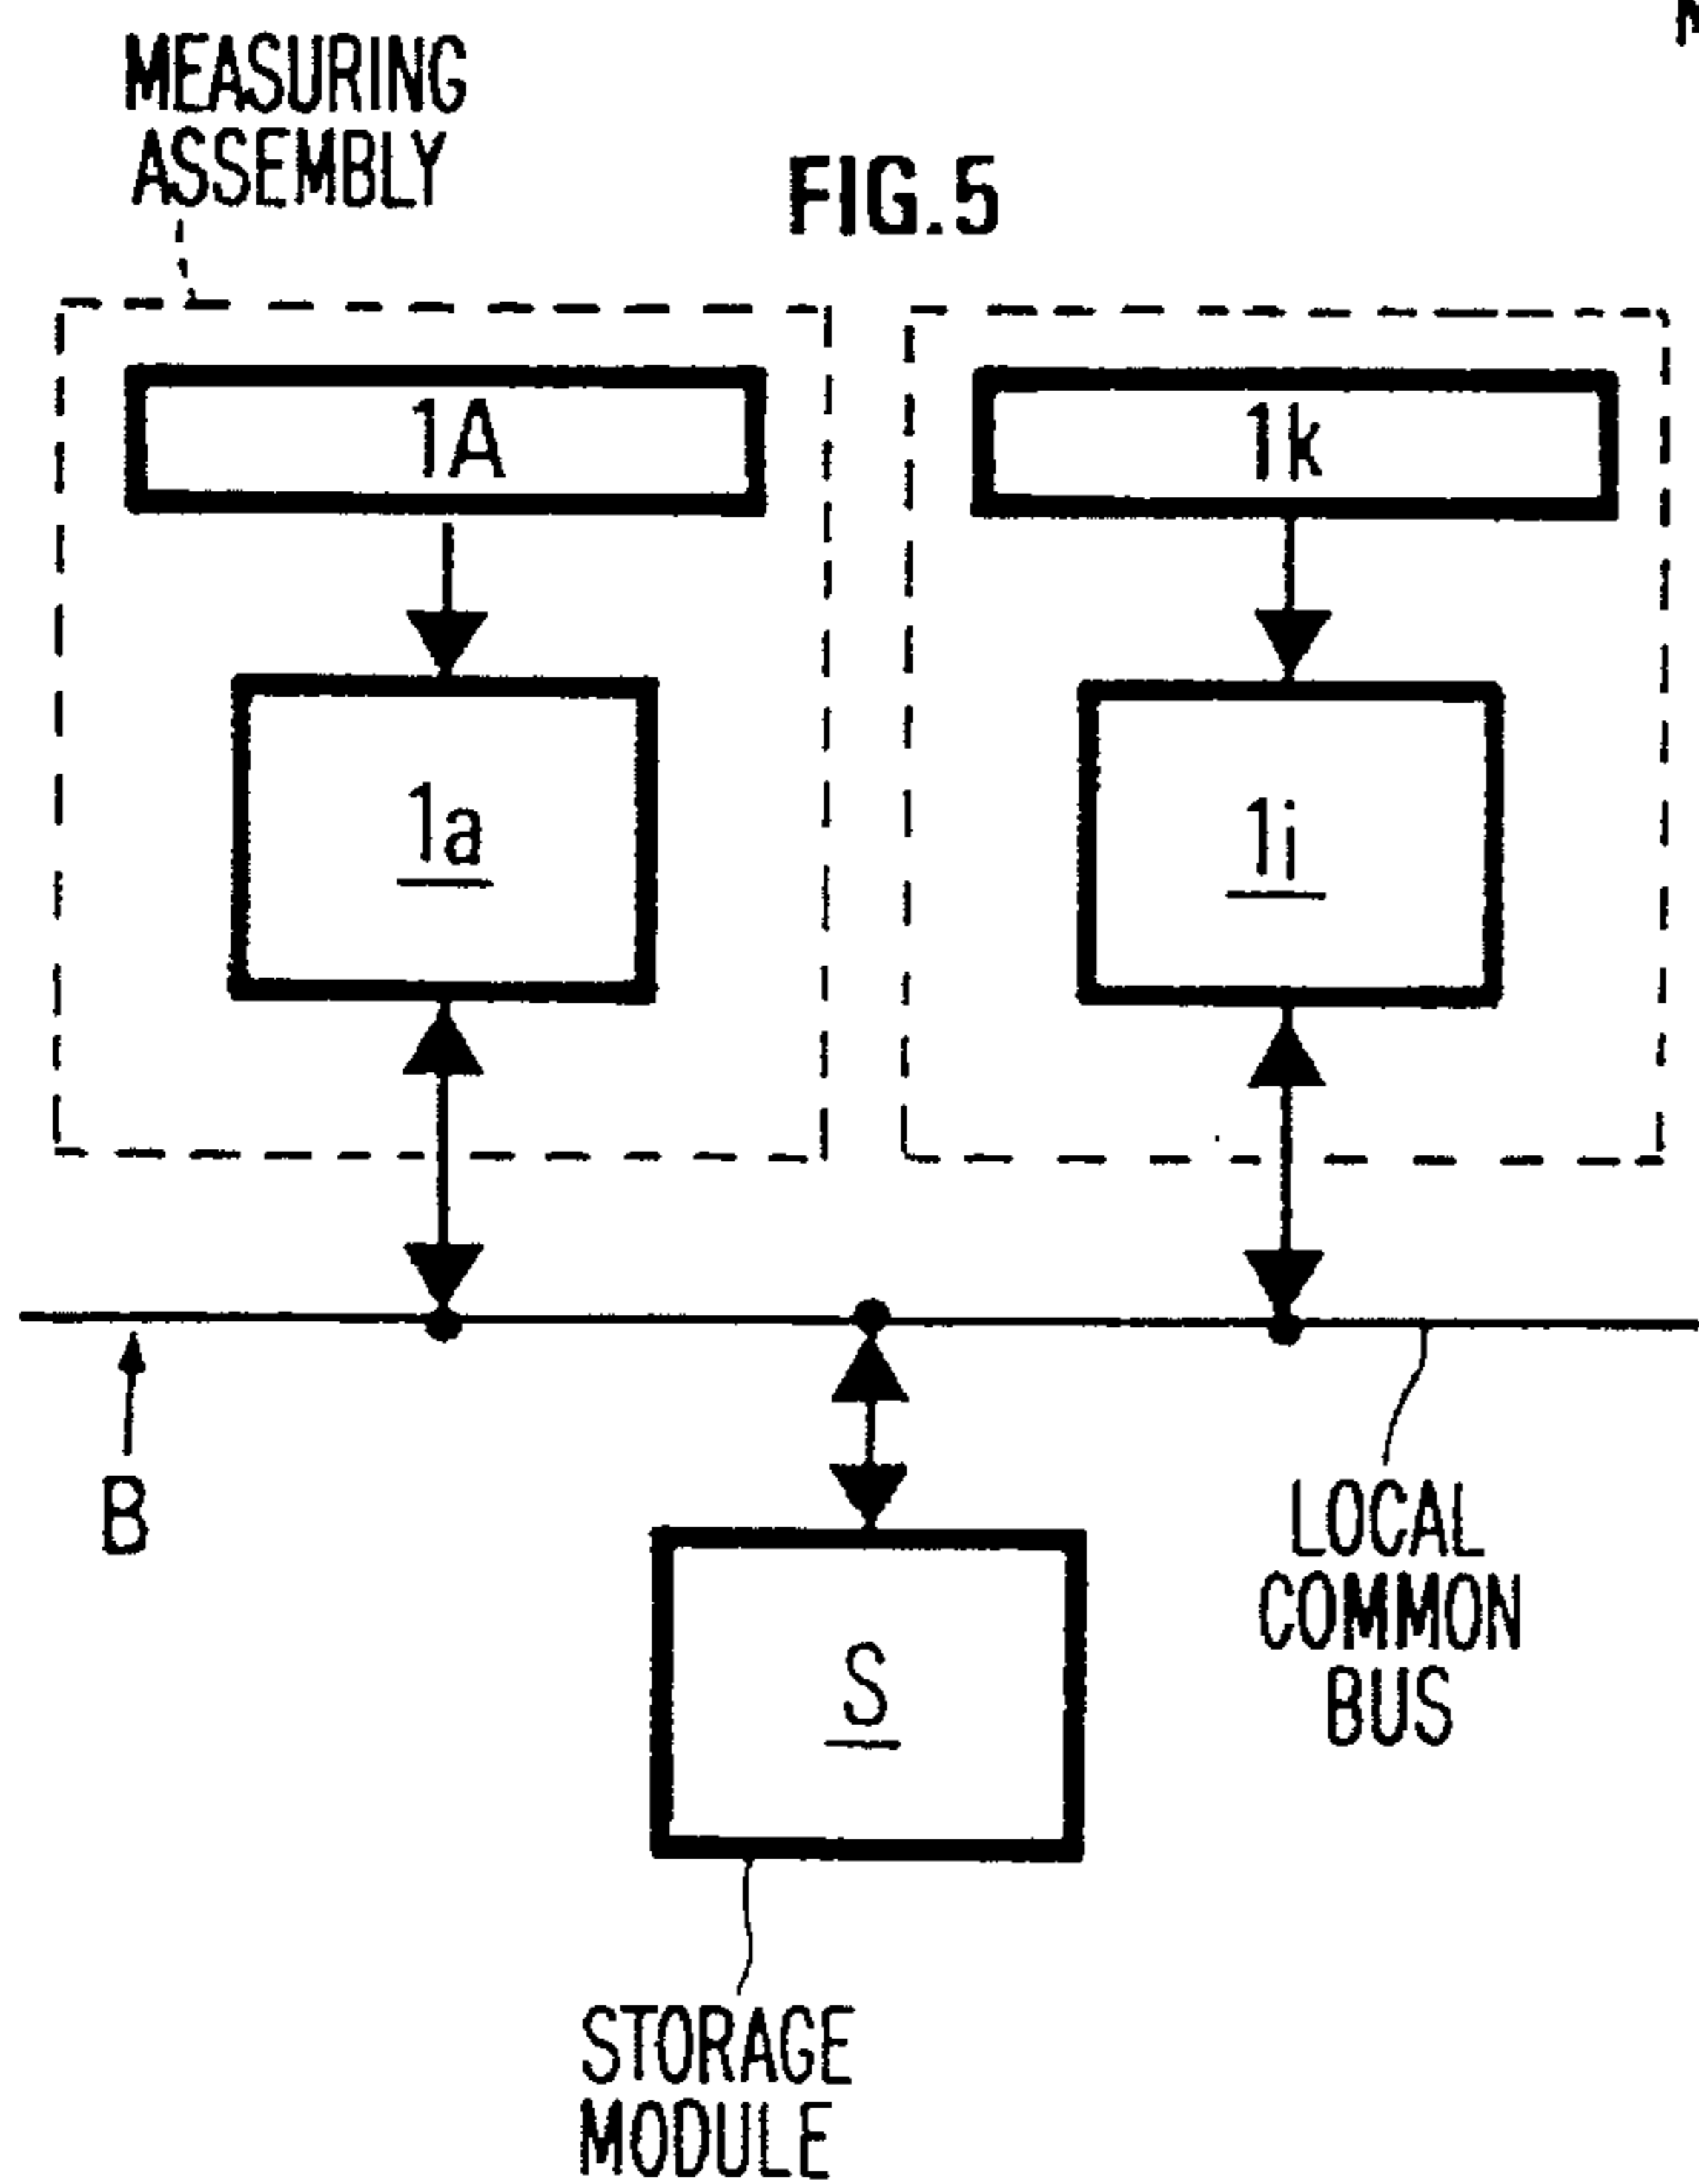 MEASURING
ASSEMBLY
FIG.5
1A
1k
1a
1i
B
LOCAL
COMMON
BUS
S
STORAGE
MODULE